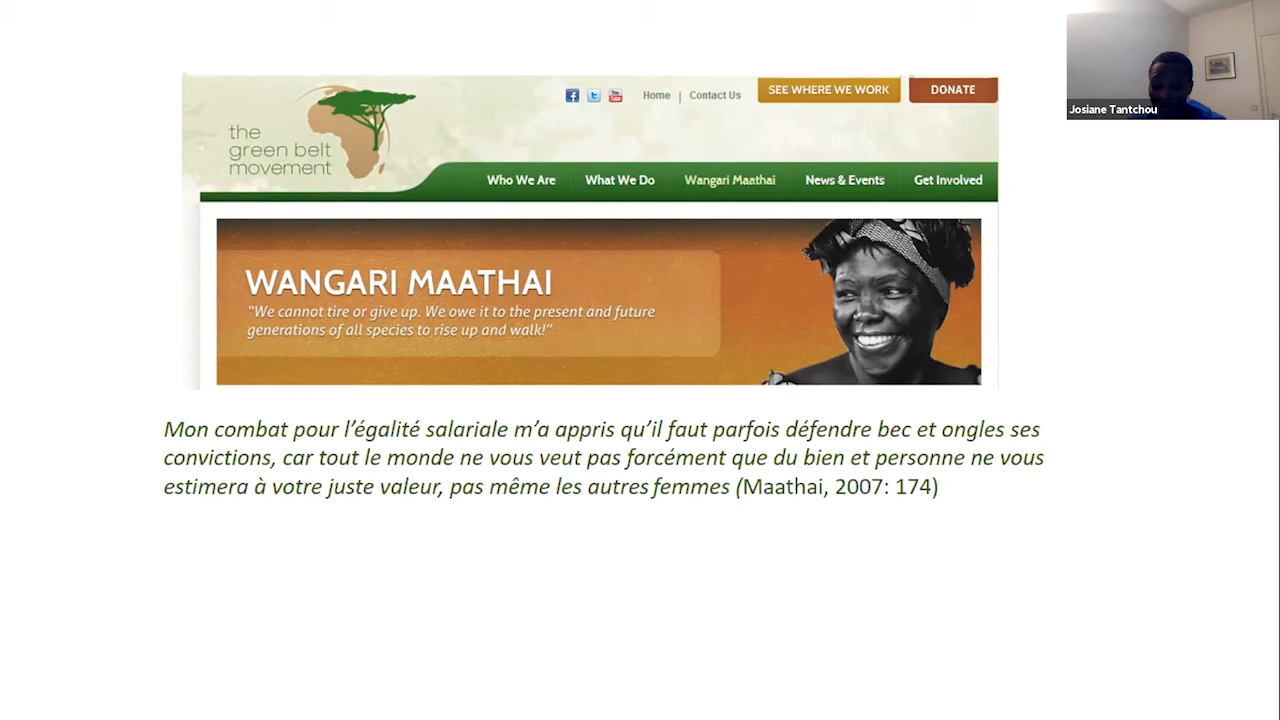 the
green belt
movement
Home | Contact Us
SEE WHERE WE WORK
DONATE
Who We Are
What We Do
Wangari Maathai
News & Events
Get Involved
WANGARI MAATHAI
“We cannot tire or give up. We owe it to the present and future
generations of all species to rise up and walk!”
Josiane Tantchou
Mon combat pour l’égalité salariale m’a appris qu’il faut parfois défendre bec et ongles ses
convictions, car tout le monde ne vous veut pas forcément que du bien et personne ne vous
estimera à votre juste valeur, pas même les autres femmes (Maathai, 2007: 174)